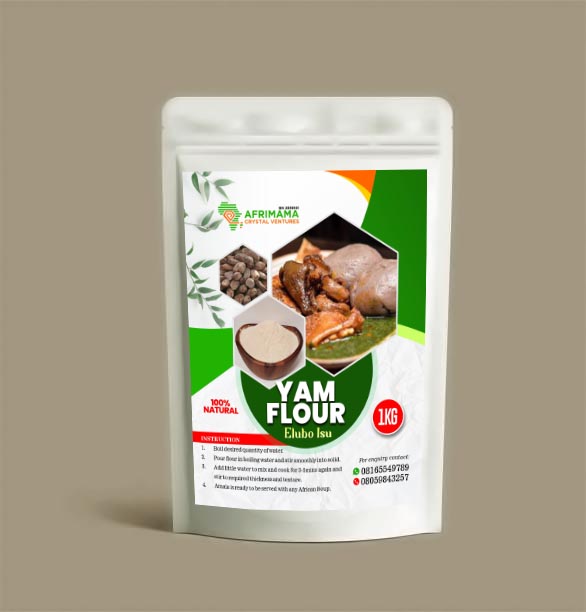 AFRIMAMA
CRYSTAL VENTURES
YAM
FLOUR
Elubo Isu
100%
NATURAL
1KG
INSTRUCTION
1. Boil desired quantity of water.
2. Pour flour in boiling water and stir smoothly into solid.
3. Add little water to mix and cook for 3-5mins again and
stir to required thickness and texture.
4. Amala is ready to be served with any African Soup.
For enquiry contact:
08165549789
08059843257